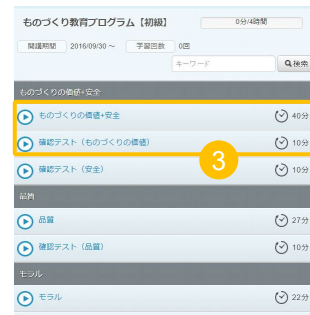 ものづくり教育プログラム【初級】 0分/4時間
開講期間 2016/09/30 ~ 学習回数 0回
キーワード 検索
ものづくりの価値+安全
ものづくりの価値+安全 40分
確認テスト（ものづくりの価値） 10分
3
確認テスト（安全） 10分
品質
品質 27分
確認テスト（品質） 10分
モラル
モラル 22分